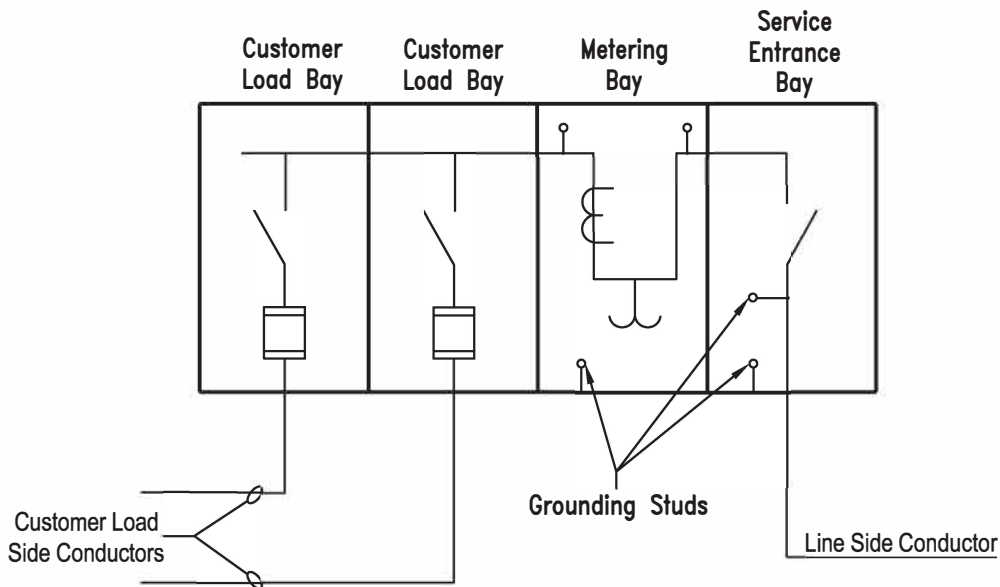 Customer
Load Bay
Customer
Load Bay
Metering
Bay
Service
Entrance
Bay
Grounding Studs
Customer Load
Side Conductors
Line Side Conductor